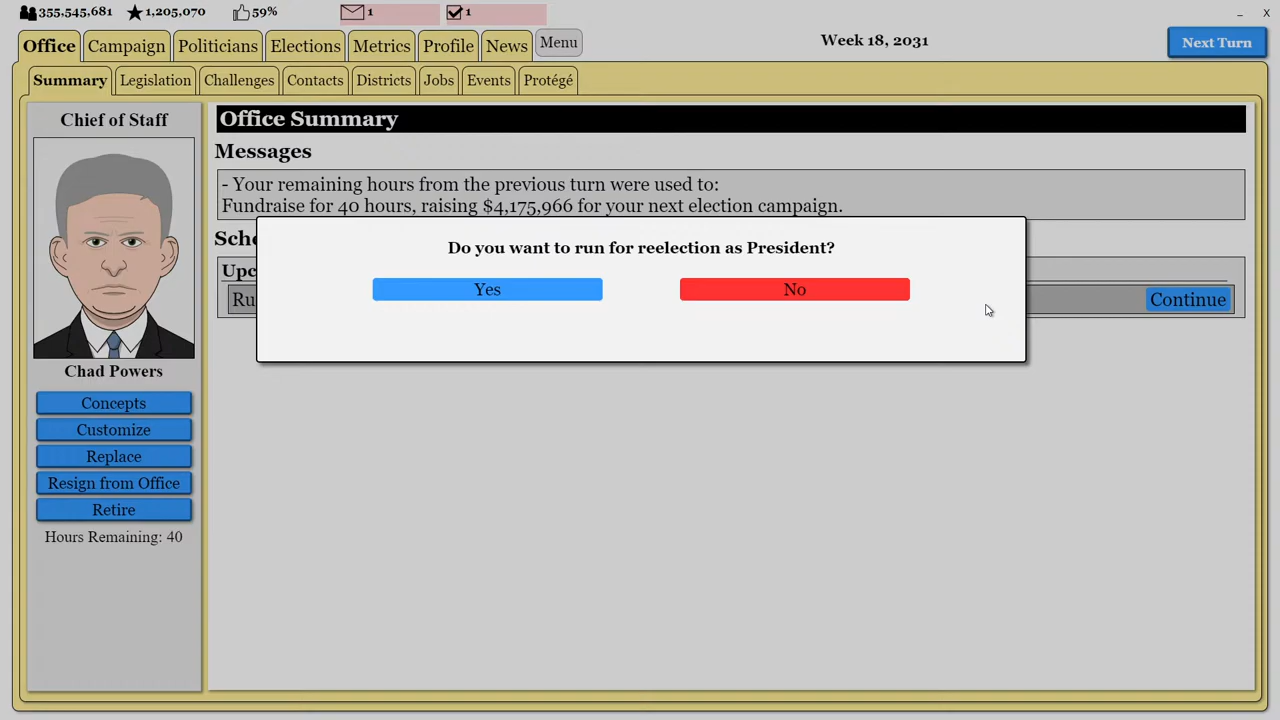 355,545,681 1,205,070 59% 1 1 _ X
Office Campaign Politicians Elections Metrics Profile News Menu Week 18, 2031 Next Turn
Summary Legislation Challenges Contacts Districts Jobs Events Protégé
Chief of Staff
Chad Powers
Concepts
Customize
Replace
Resign from Office
Retire
Hours Remaining: 40
Office Summary
Messages
- Your remaining hours from the previous turn were used to:
Fundraise for 40 hours, raising $4,175,966 for your next election campaign.
Sche
Upc
Ru Continue
Do you want to run for reelection as President?
Yes No